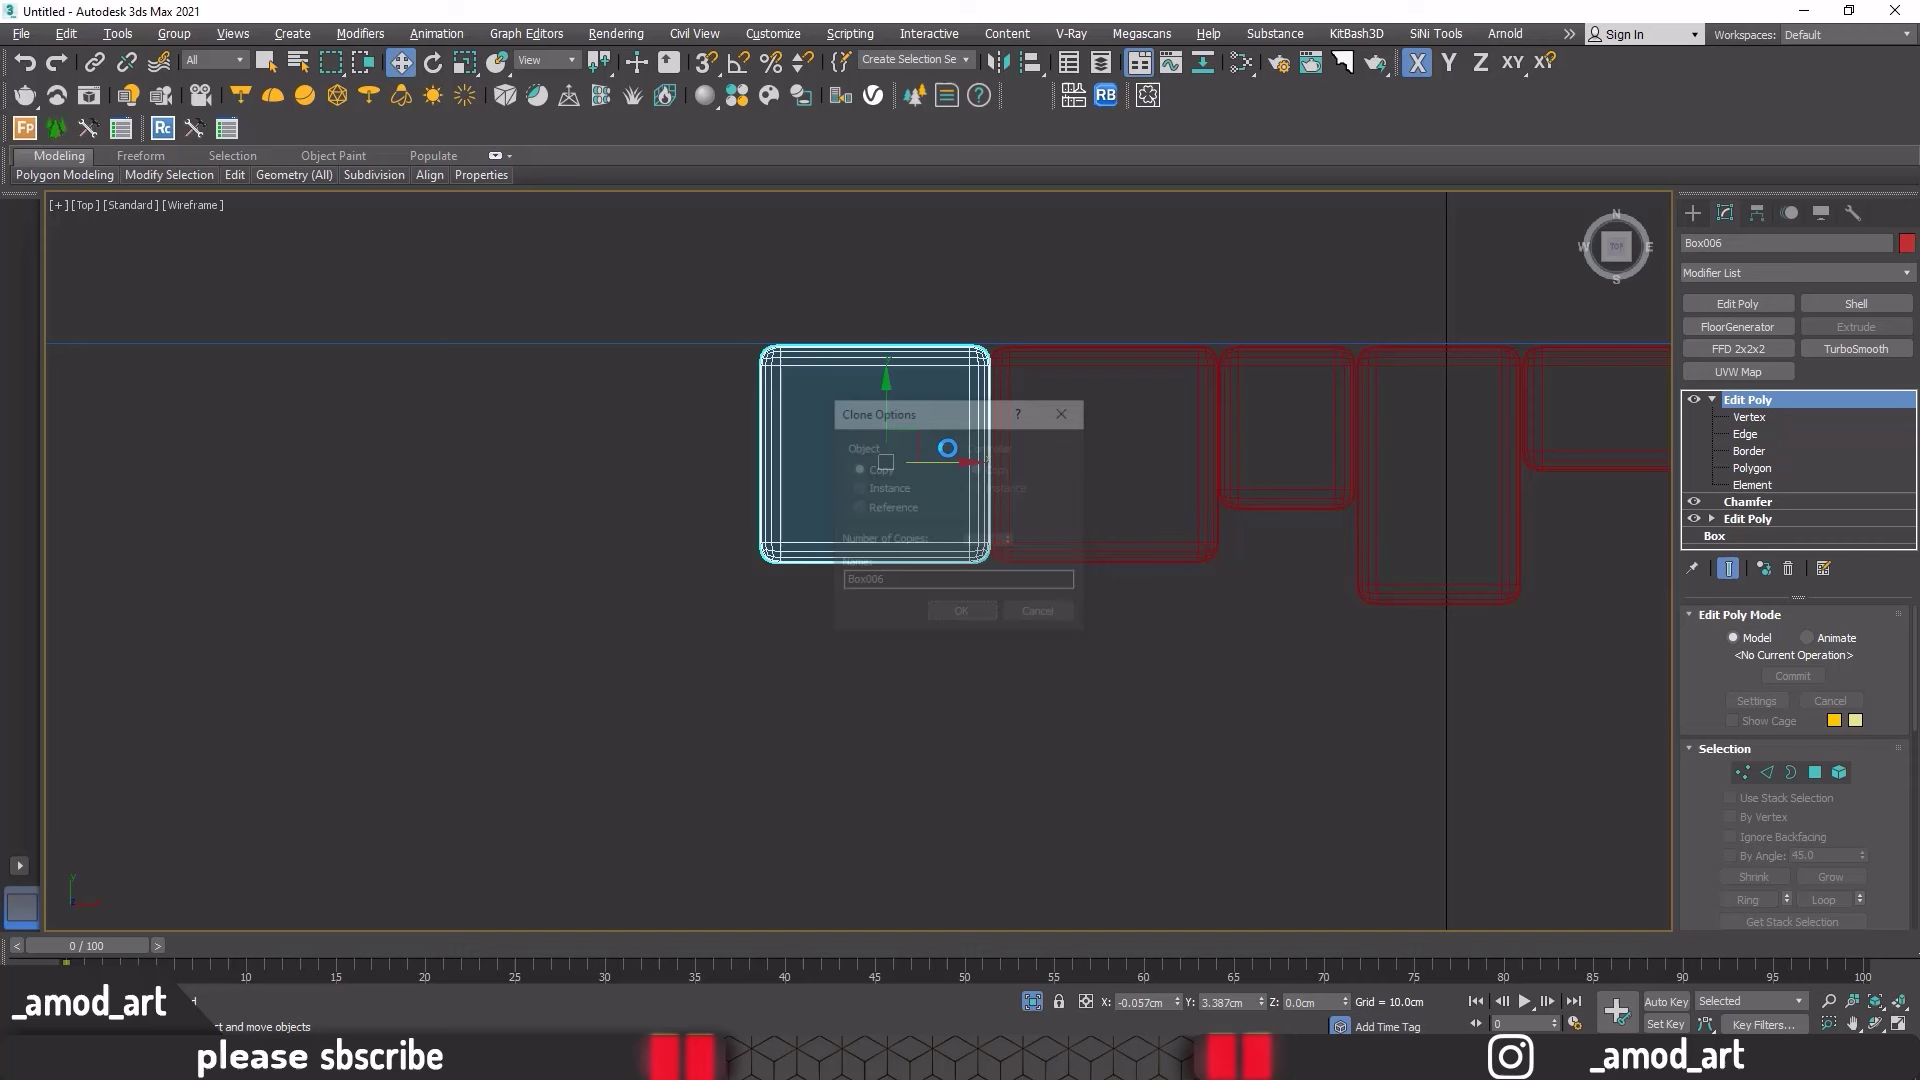 Untitled - Autodesk 3ds Max 2021
File Edit Tools Group Views Create Modifiers Animation Graph Editors Rendering Civil View Customize Scripting Interactive Content V-Ray Megascans Help Substance KitBash3D SiNi Tools Arnold Sign In Workspaces: Default
All View Create Selection Se X Y Z XY XY
RB
Fp Rc
Modeling Freeform Selection Object Paint Populate
Polygon Modeling Modify Selection Edit Geometry (All) Subdivision Align Properties
[+] [Top] [Standard] [Wireframe]
N
W TOP E
S
Box006
Modifier List
Edit Poly Shell
FloorGenerator Extrude
FFD 2x2x2 TurboSmooth
UVW Map
Edit Poly
Vertex
Edge
Border
Polygon
Element
Chamfer
Edit Poly
Box
Clone Options ?
Object
Copy
Instance
Reference
Number of Copies:
Name:
Box006
OK Cancel
Edit Poly Mode
Model Animate
<No Current Operation>
Commit
Settings Cancel
Show Cage
Selection
Use Stack Selection
By Vertex
Ignore Backfacing
By Angle: 45.0
Shrink Grow
Ring Loop
Get Stack Selection
y
< 0 / 100 >
10 15 20 25 30 35 40 45 50 55 60 65 70 75 80 85 90 95 100
X: -0.057cm Y: 3.387cm Z: 0.0cm Grid = 10.0cm Auto Key Selected
ct and move objects Add Time Tag 0 Set Key Key Filters...
_amod_art
please sbscribe
_amod_art